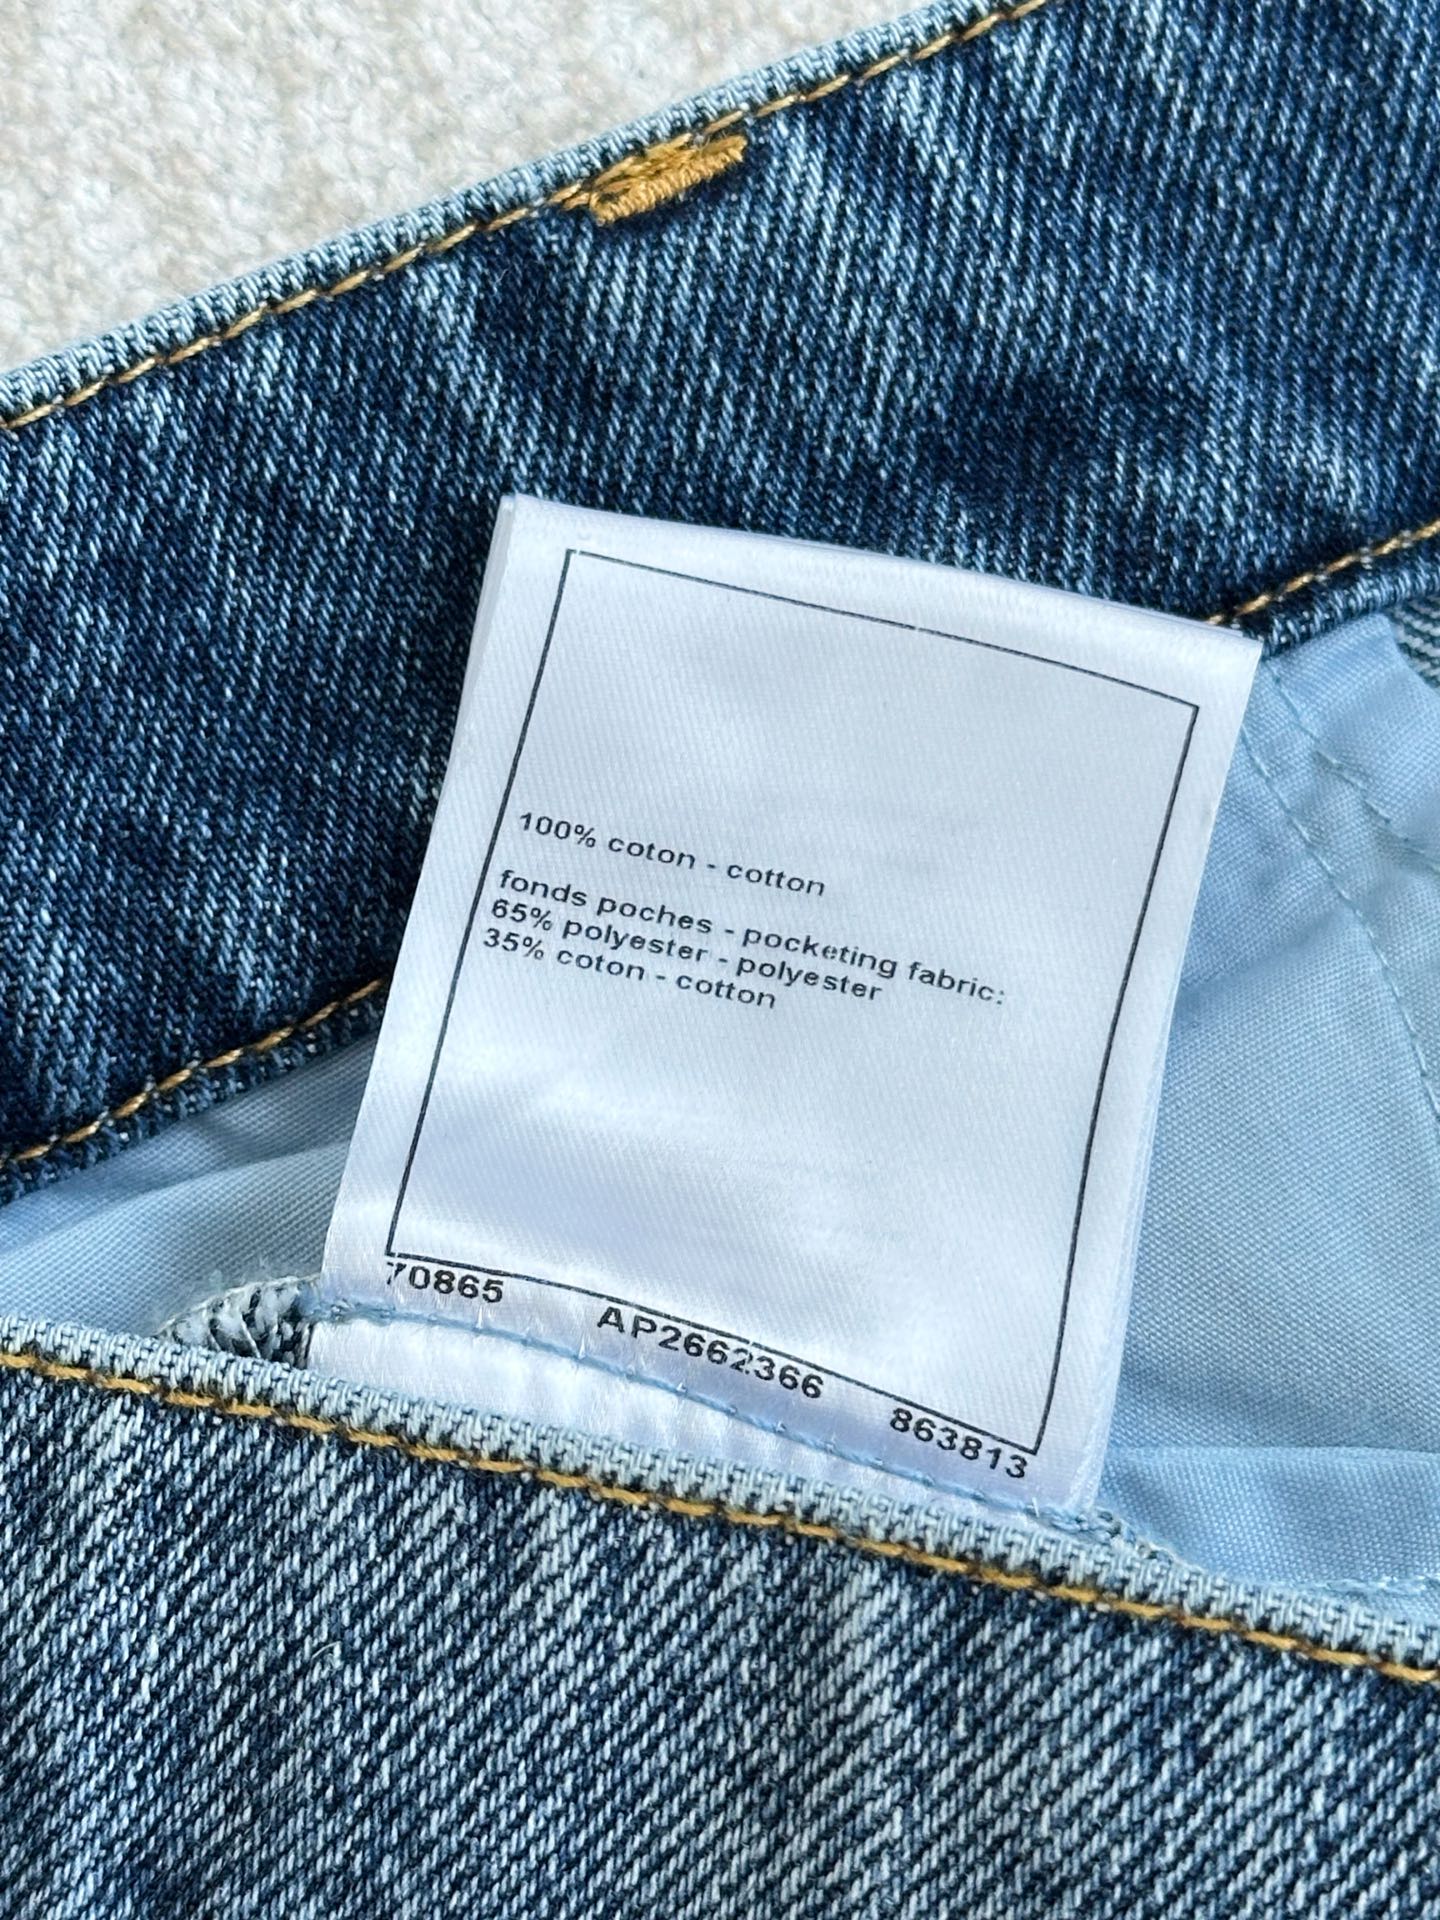 100% coton - cotton
fonds poches - pocketing fabric:
65% polyester - polyester
35% coton - cotton
70865 AP2662366 863813